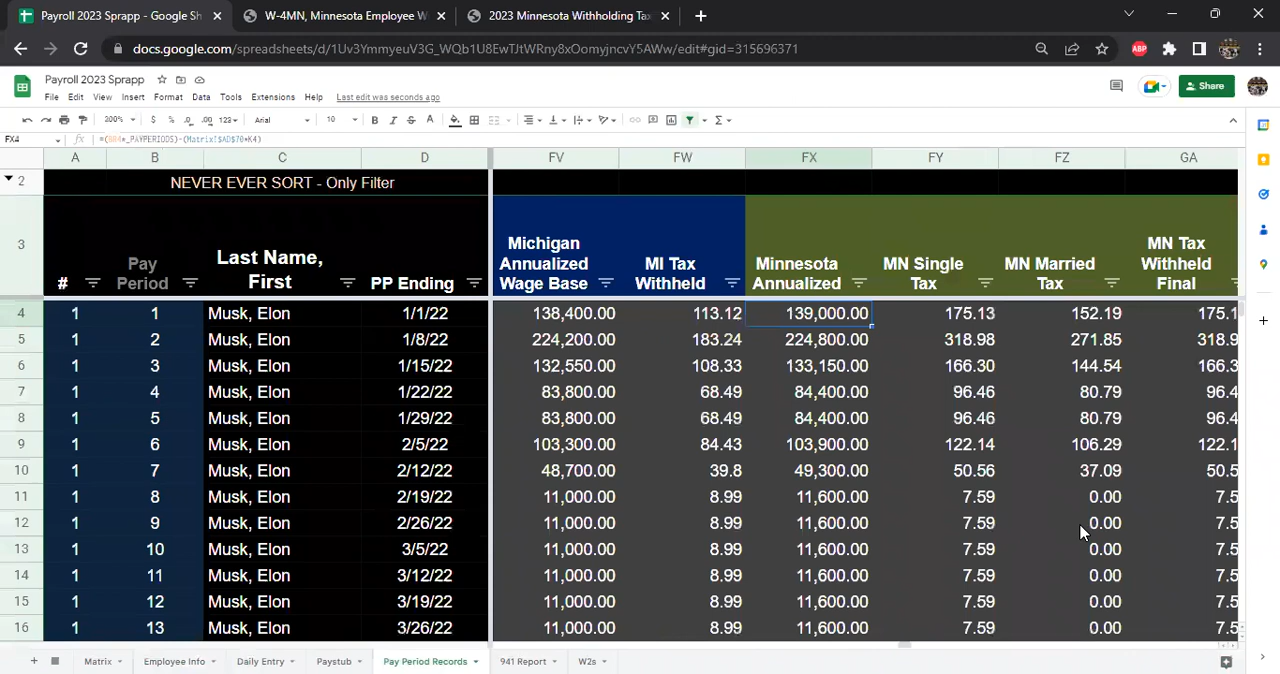 Payroll 2023 Sprapp - Google Sh
W-4MN, Minnesota Employee W
2023 Minnesota Withholding Tax
docs.google.com/spreadsheets/d/1Uv3YmmyeuV3G_WQb1U8EwTJtWRny8xOomyjncvY5AWw/edit#gid=315696371
ABP
Payroll 2023 Sprapp
File Edit View Insert Format Data Tools Extensions Help Last edit was seconds ago
Share
200% $ % .0 .00 123 Arial 10 B I S A
FX4 fx =(BH4*_PAYPERIODS)-(Matrix!$AD$70*K4)
A B C D FV FW FX FY FZ GA
2 NEVER EVER SORT - Only Filter
3 # Pay Period Last Name, First PP Ending Michigan Annualized Wage Base MI Tax Withheld Minnesota Annualized MN Single Tax MN Married Tax MN Tax Withheld Final
4 1 1 Musk, Elon 1/1/22 138,400.00 113.12 139,000.00 175.13 152.19 175.1
5 1 2 Musk, Elon 1/8/22 224,200.00 183.24 224,800.00 318.98 271.85 318.9
6 1 3 Musk, Elon 1/15/22 132,550.00 108.33 133,150.00 166.30 144.54 166.3
7 1 4 Musk, Elon 1/22/22 83,800.00 68.49 84,400.00 96.46 80.79 96.4
8 1 5 Musk, Elon 1/29/22 83,800.00 68.49 84,400.00 96.46 80.79 96.4
9 1 6 Musk, Elon 2/5/22 103,300.00 84.43 103,900.00 122.14 106.29 122.1
10 1 7 Musk, Elon 2/12/22 48,700.00 39.8 49,300.00 50.56 37.09 50.5
11 1 8 Musk, Elon 2/19/22 11,000.00 8.99 11,600.00 7.59 0.00 7.5
12 1 9 Musk, Elon 2/26/22 11,000.00 8.99 11,600.00 7.59 0.00 7.5
13 1 10 Musk, Elon 3/5/22 11,000.00 8.99 11,600.00 7.59 0.00 7.5
14 1 11 Musk, Elon 3/12/22 11,000.00 8.99 11,600.00 7.59 0.00 7.5
15 1 12 Musk, Elon 3/19/22 11,000.00 8.99 11,600.00 7.59 0.00 7.5
16 1 13 Musk, Elon 3/26/22 11,000.00 8.99 11,600.00 7.59 0.00 7.5
Matrix Employee Info Daily Entry Paystub Pay Period Records 941 Report W2s